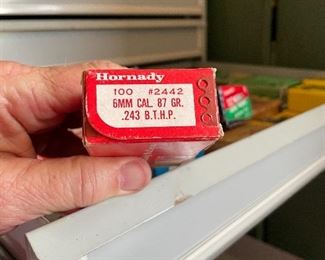 Hornady
100 #2442
6MM CAL. 87 GR.
.243 B.T.H.P.